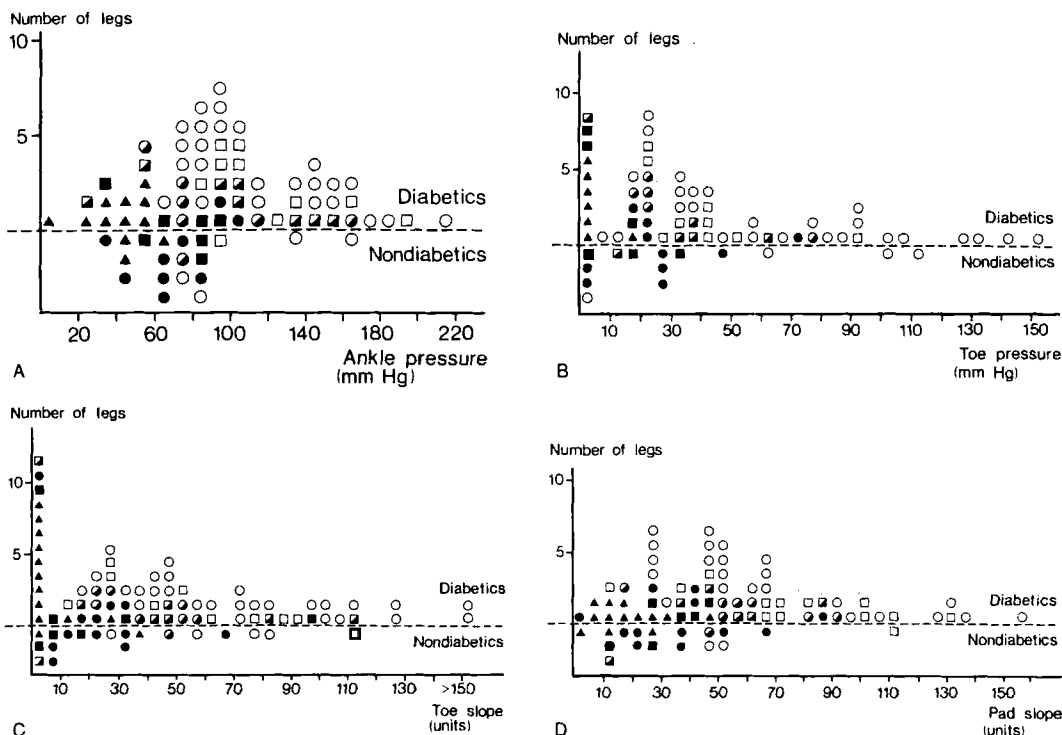 Number of legs
10
5
Diabetics
Nondiabetics
20 60 100 140 180 220
Ankle pressure
(mm Hg)
A
Number of legs
10
5
Diabetics
Nondiabetics
10 30 50 70 90 110 130 150
Toe pressure
(mm Hg)
B
Number of legs
10
5
Diabetics
Nondiabetics
10 30 50 70 90 110 130 >150
Toe slope
(units)
C
Number of legs
10
5
Diabetics
Nondiabetics
10 30 50 70 90 110 130 150
Pad slope
(units)
D